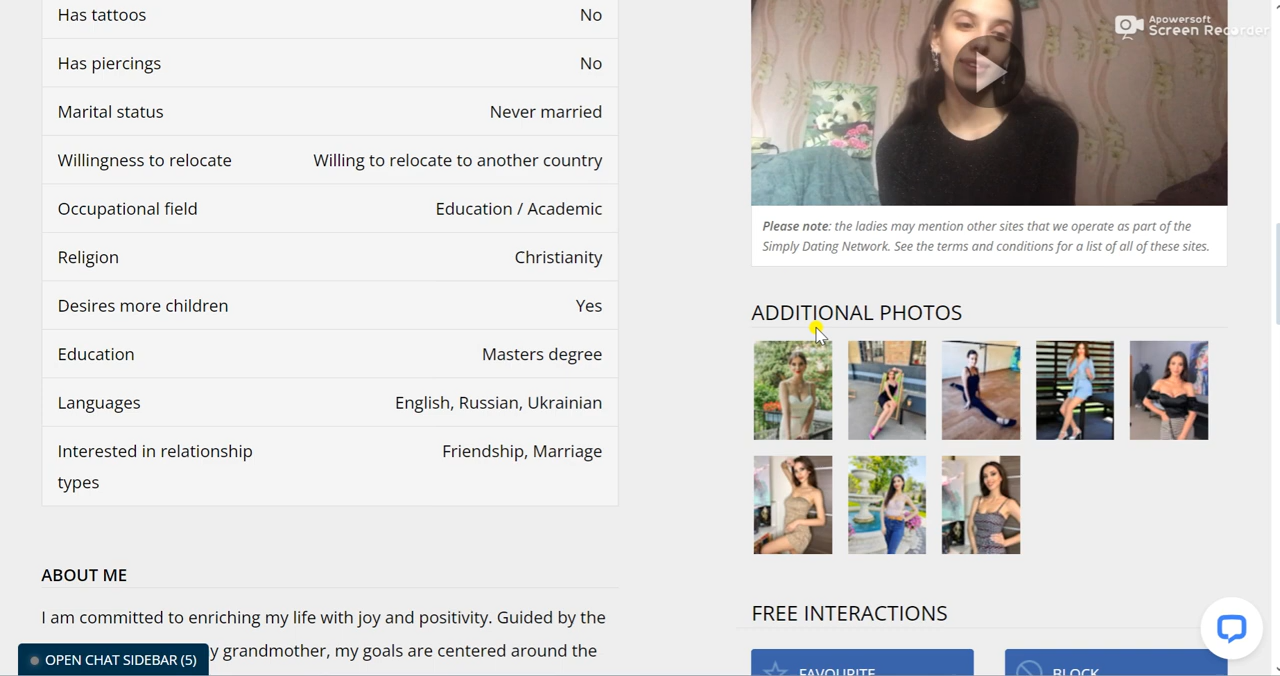 Has tattoos No
Has piercings No
Marital status Never married
Willingness to relocate Willing to relocate to another country
Occupational field Education / Academic
Religion Christianity
Desires more children Yes
Education Masters degree
Languages English, Russian, Ukrainian
Interested in relationship Friendship, Marriage
types
ABOUT ME
I am committed to enriching my life with joy and positivity. Guided by the
y grandmother, my goals are centered around the
OPEN CHAT SIDEBAR (5)
Apowersoft
Screen Recorder
Please note: the ladies may mention other sites that we operate as part of the
Simply Dating Network. See the terms and conditions for a list of all of these sites.
ADDITIONAL PHOTOS
FREE INTERACTIONS
FAVOURITE
BLOCK